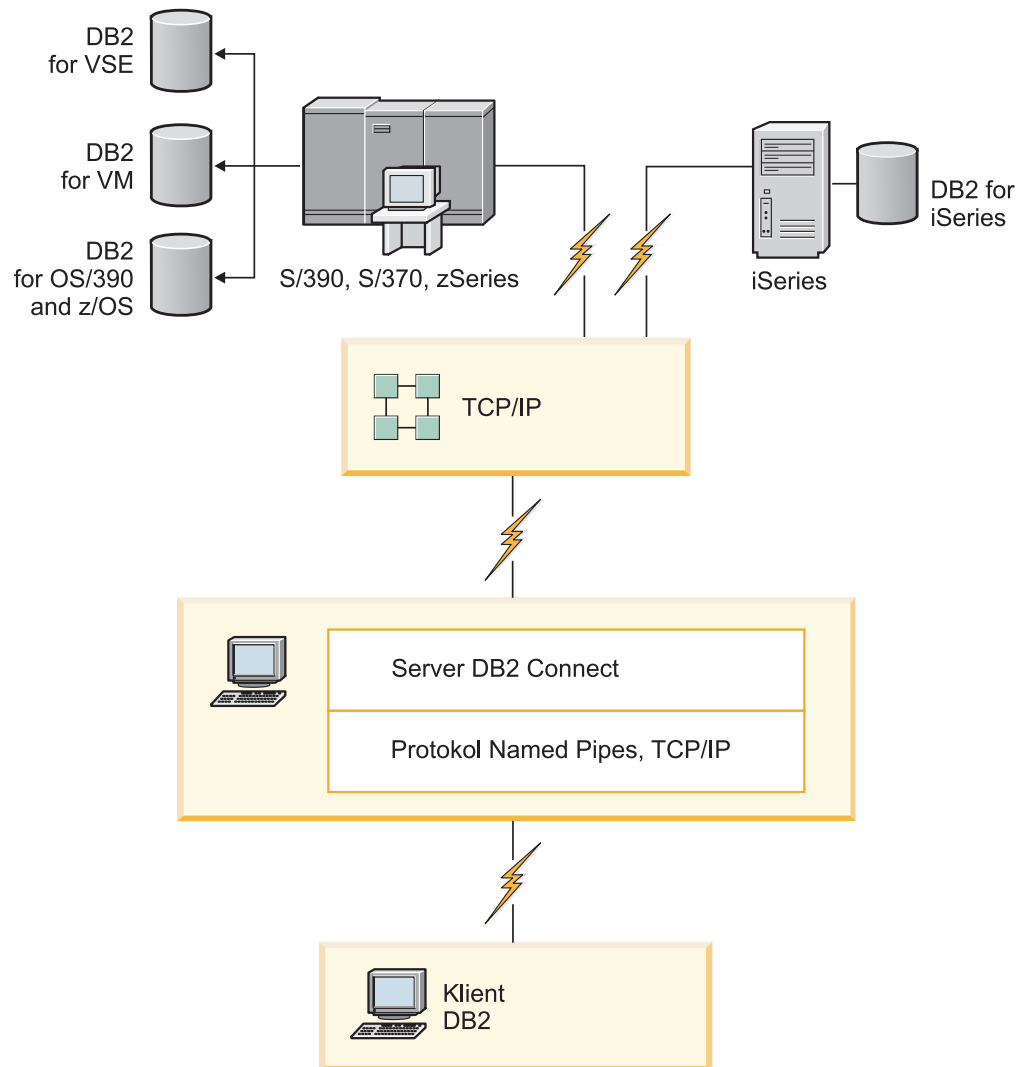 DB2
for VSE
DB2
for VM
DB2
for OS/390
and z/OS
S/390, S/370, zSeries
iSeries
DB2 for
iSeries
TCP/IP
Server DB2 Connect
Protokol Named Pipes, TCP/IP
Klient
DB2